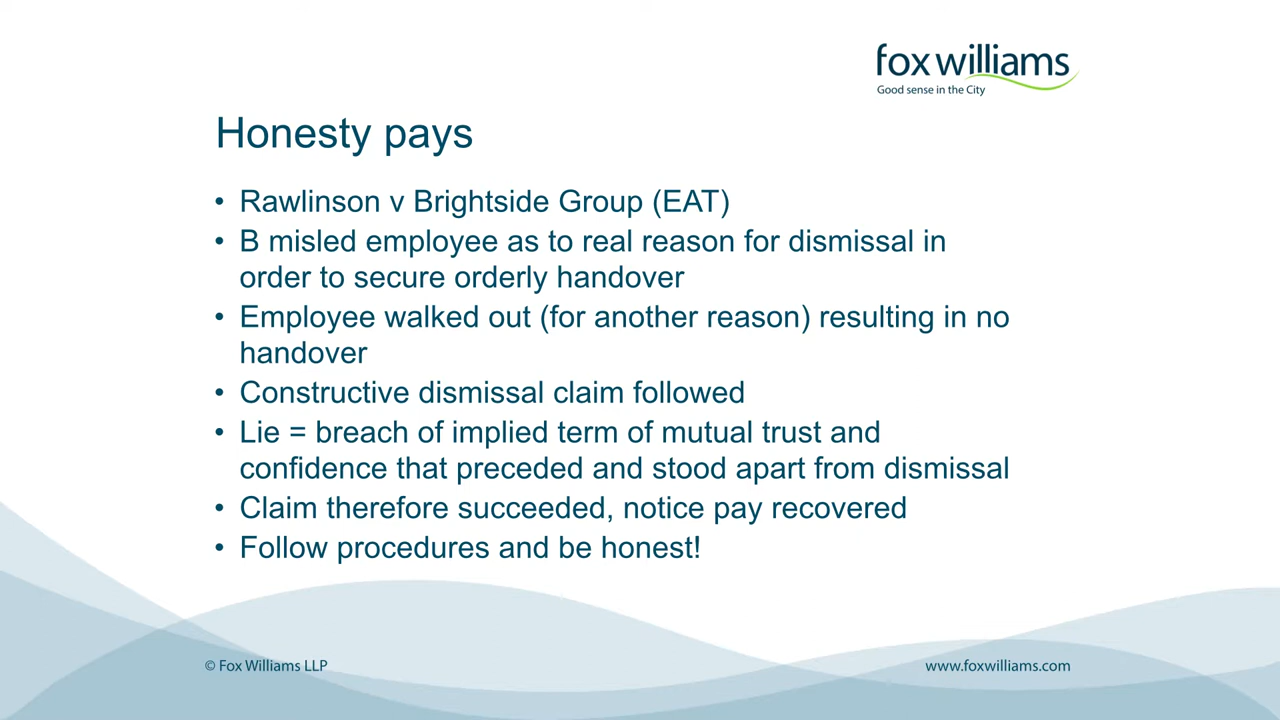 fox williams
Good sense in the City
Honesty pays
• Rawlinson v Brightside Group (EAT)
• B misled employee as to real reason for dismissal in
order to secure orderly handover
• Employee walked out (for another reason) resulting in no
handover
• Constructive dismissal claim followed
• Lie = breach of implied term of mutual trust and
confidence that preceded and stood apart from dismissal
• Claim therefore succeeded, notice pay recovered
• Follow procedures and be honest!
© Fox Williams LLP
www.foxwilliams.com